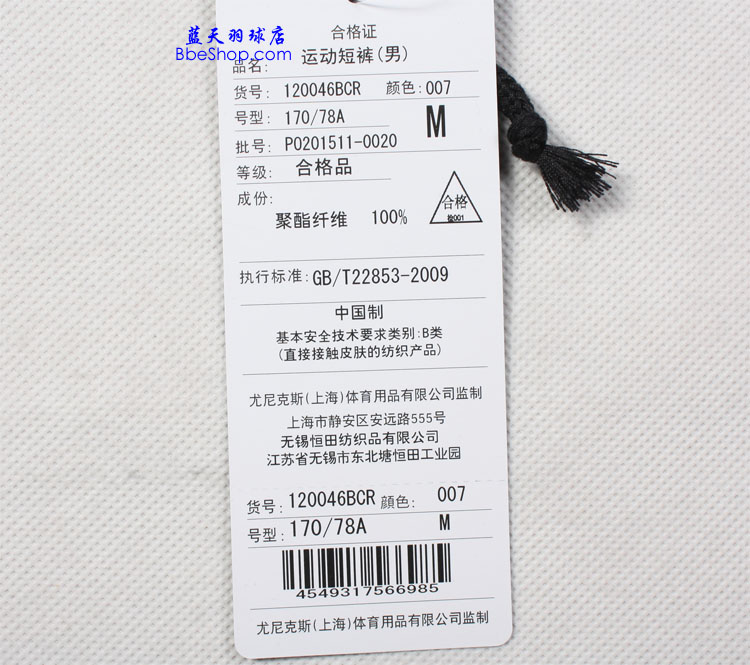 蓝天羽球店
BbeShop.com
合格证
品名: 运动短裤(男)
货号: 120046BCR 颜色: 007
号型: 170/78A M
批号: P0201511-0020
等级: 合格品
成份:
聚酯纤维 100%
合格
检001
执行标准: GB/T22853-2009
中国制
基本安全技术要求类别:B类
(直接接触皮肤的纺织产品)
尤尼克斯(上海)体育用品有限公司监制
上海市静安区安远路555号
无锡恒田纺织品有限公司
江苏省无锡市东北塘恒田工业园
货号: 120046BCR 顔色: 007
号型: 170/78A M
4549317566985
尤尼克斯(上海)体育用品有限公司监制